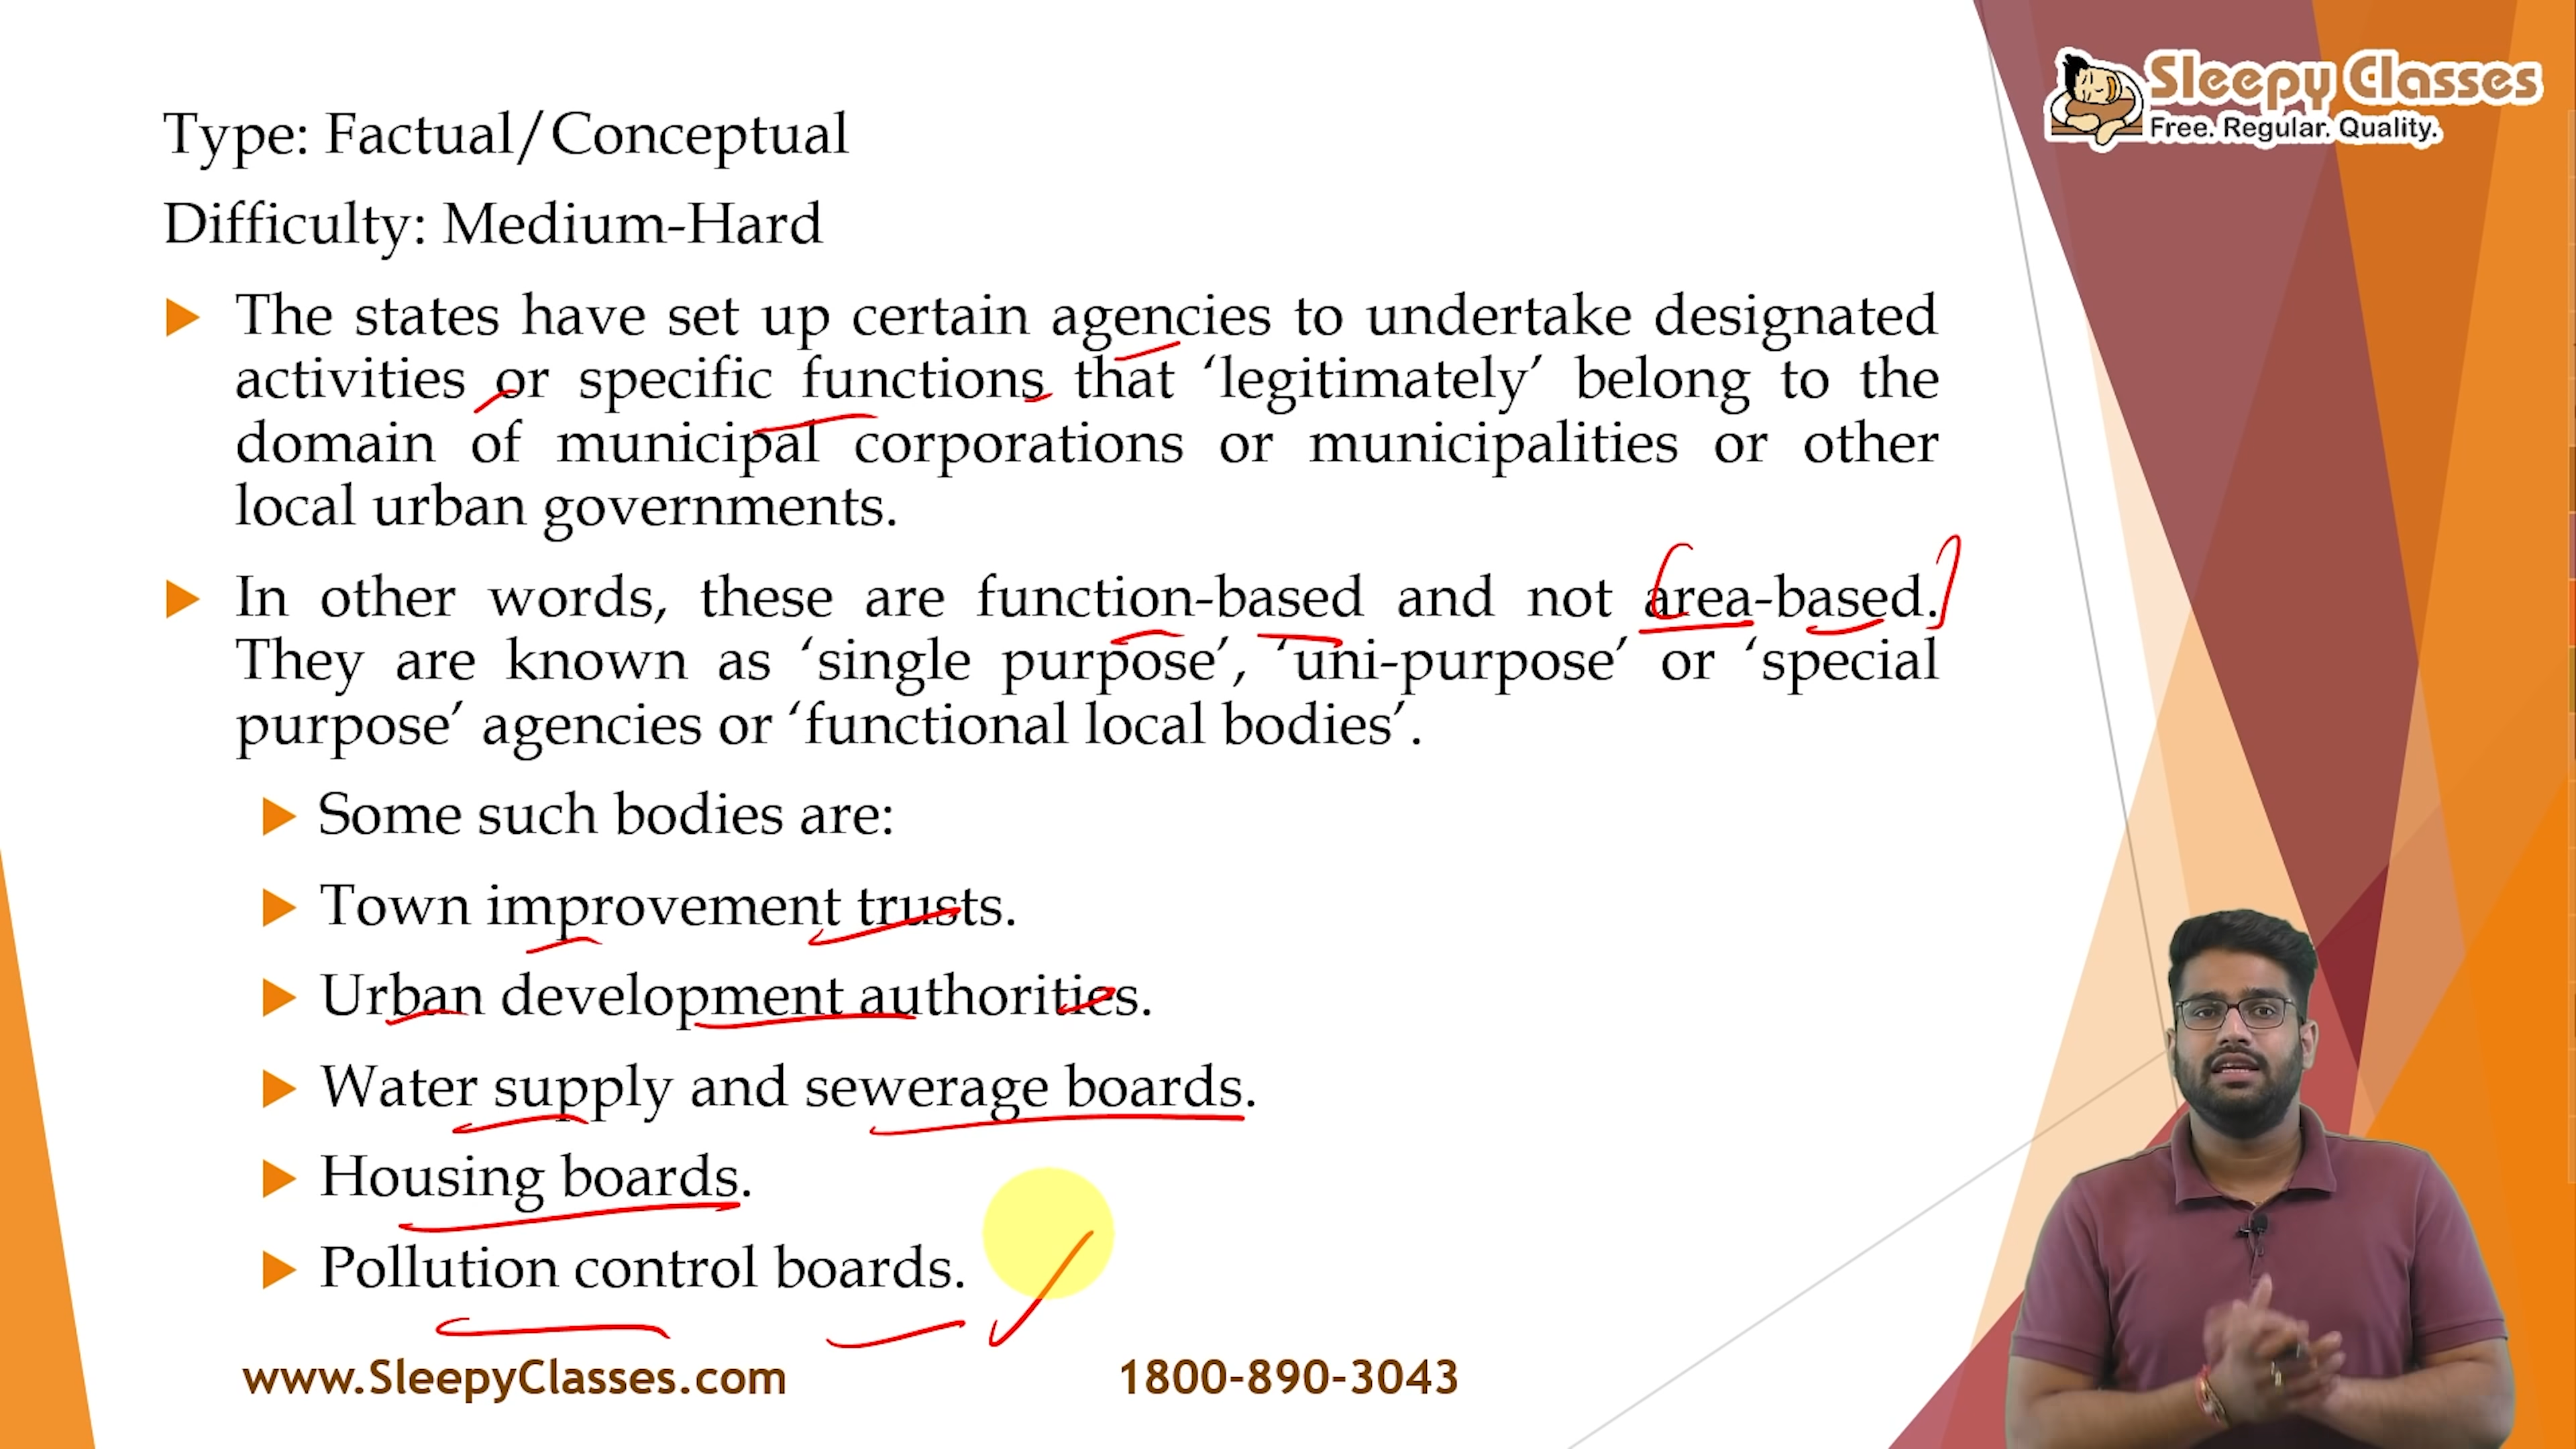 Sleepy Classes
Free. Regular. Quality.
Type: Factual/Conceptual
Difficulty: Medium-Hard
The states have set up certain agencies to undertake designated
activities or specific functions that ‘legitimately’ belong to the
domain of municipal corporations or municipalities or other
local urban governments.
In other words, these are function-based and not area-based.
They are known as ‘single purpose’, ‘uni-purpose’ or ‘special
purpose’ agencies or ‘functional local bodies’.
Some such bodies are:
Town improvement trusts.
Urban development authorities.
Water supply and sewerage boards.
Housing boards.
Pollution control boards.
www.SleepyClasses.com
1800-890-3043